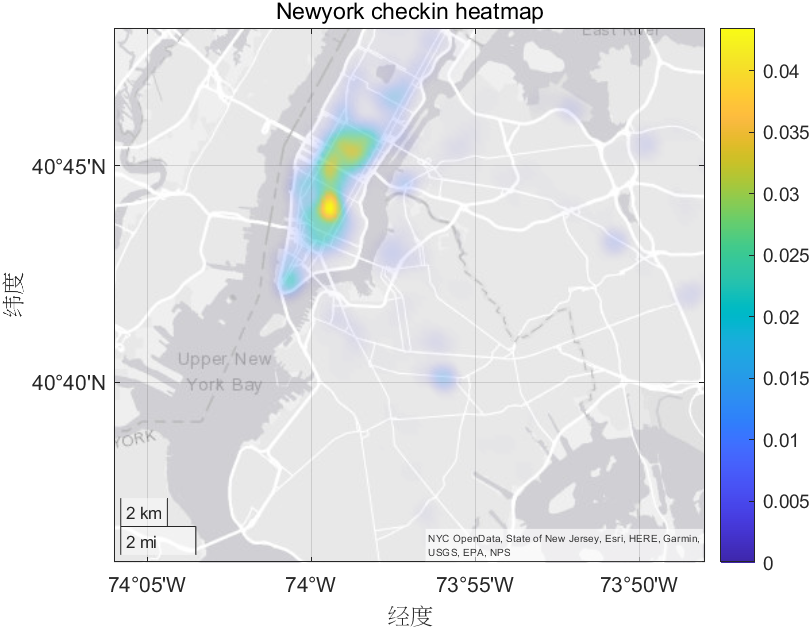 Newyork checkin heatmap
East River
40°45'N
纬度
Upper New
York Bay
40°40'N
YORK
2 km
2 mi
NYC OpenData, State of New Jersey, Esri, HERE, Garmin,
USGS, EPA, NPS
74°05'W
74°W
73°55'W
73°50'W
经度
0.04
0.035
0.03
0.025
0.02
0.015
0.01
0.005
0